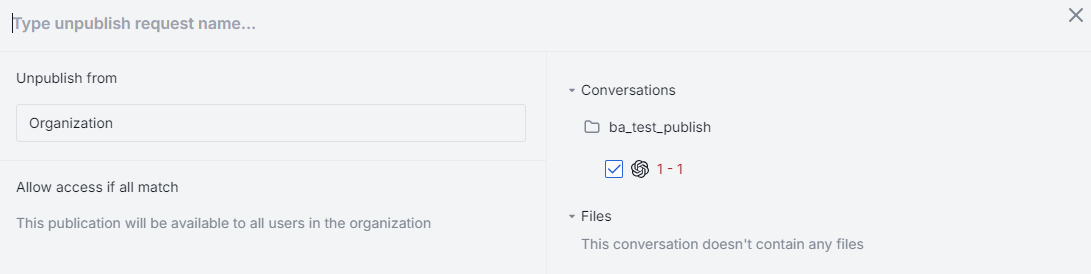 Type unpublish request name...
Unpublish from
Organization
Allow access if all match
This publication will be available to all users in the organization
Conversations
ba_test_publish
1 - 1
Files
This conversation doesn't contain any files